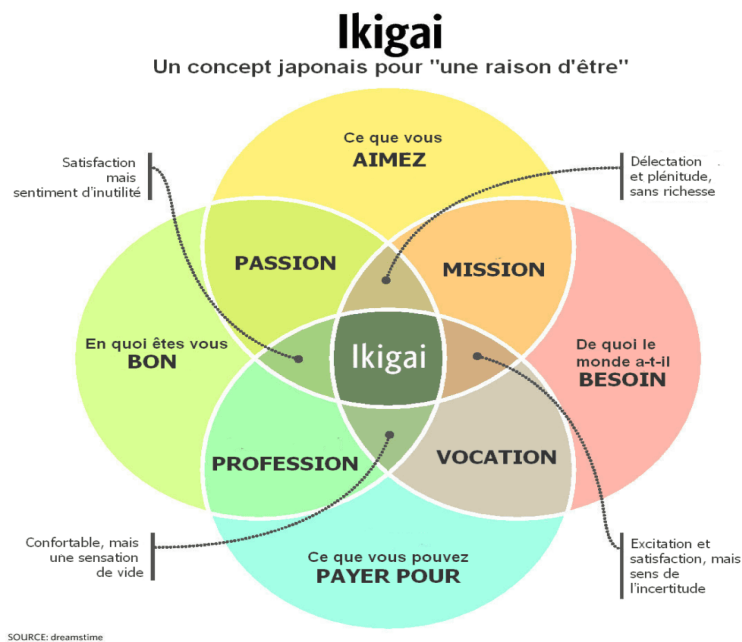 Ikigai
Un concept japonais pour "une raison d'être"
Ce que vous
AIMEZ
Satisfaction
mais
sentiment d'inutilité
Délectation
et plénitude,
sans richesse
PASSION
MISSION
En quoi êtes vous
BON
Ikigai
De quoi le
monde a-t-il
BESOIN
PROFESSION
VOCATION
Confortable, mais
une sensation
de vide
Ce que vous pouvez
PAYER POUR
Excitation et
satisfaction, mais
sens de
l'incertitude
SOURCE: dreamstime